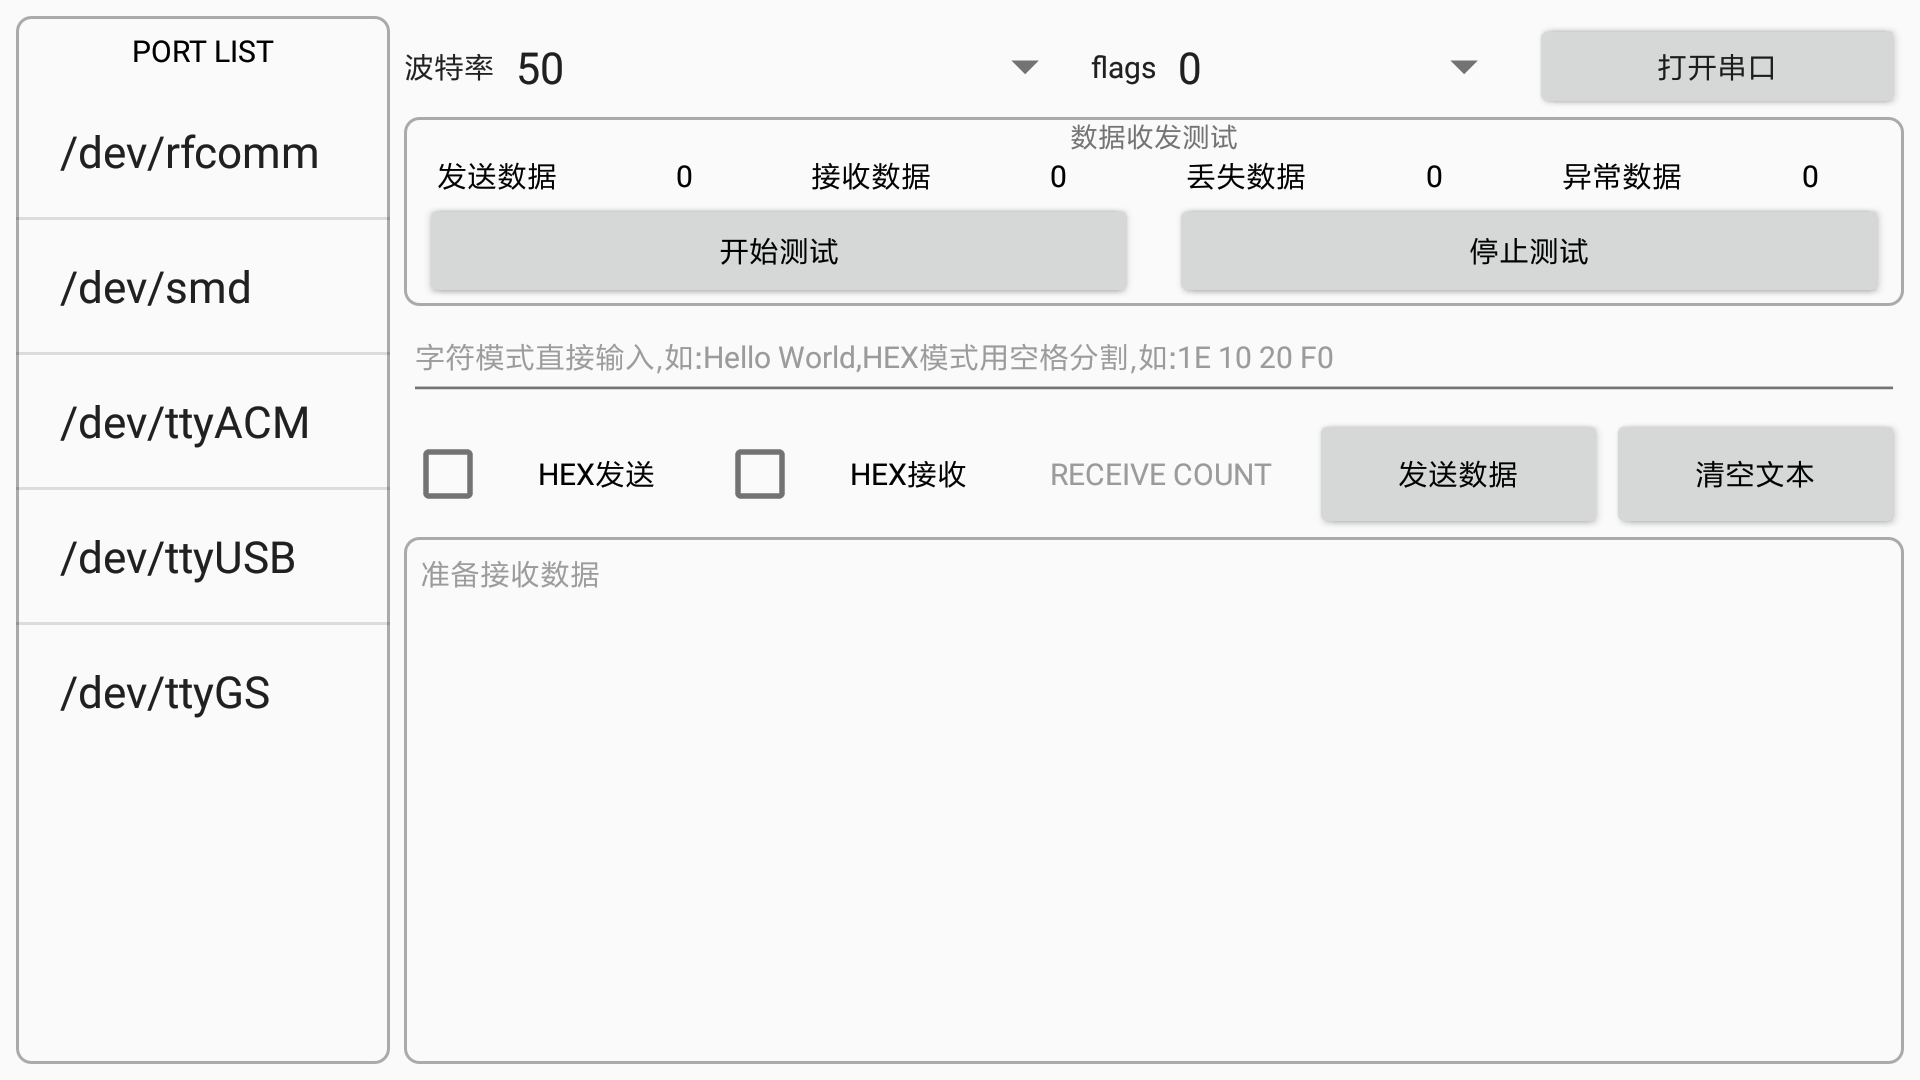 PORT LIST
/dev/rfcomm
/dev/smd
/dev/ttyACM
/dev/ttyUSB
/dev/ttyGS
波特率 50 flags 0 打开串口
数据收发测试
发送数据 0 接收数据 0 丢失数据 0 异常数据 0
开始测试 停止测试
字符模式直接输入,如:Hello World,HEX模式用空格分割,如:1E 10 20 F0
HEX发送 HEX接收 RECEIVE COUNT 发送数据 清空文本
准备接收数据